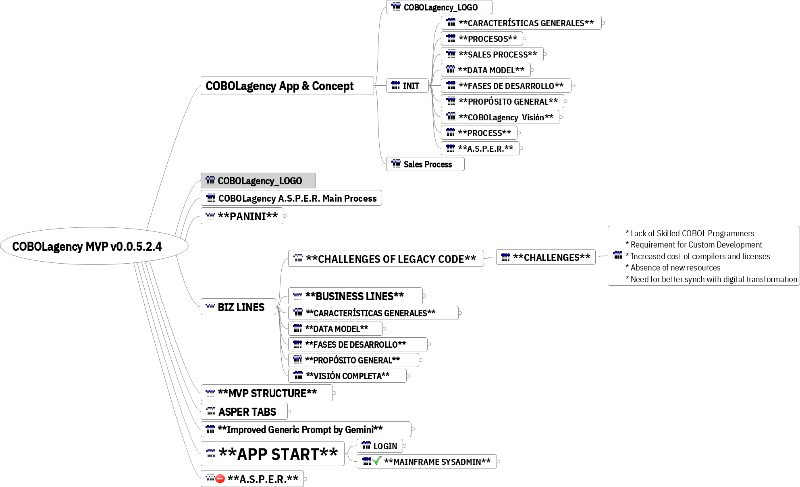 COBOLagency MVP v0.0.5.2.4
COBOLagency App & Concept
COBOLagency_LOGO
INIT
**CARACTERÍSTICAS GENERALES**
**PROCESOS**
**SALES PROCESS**
**DATA MODEL**
**FASES DE DESARROLLO**
**PROPÓSITO GENERAL**
**COBOLagency Visión**
**PROCESS**
**A.S.P.E.R.**
Sales Process
COBOLagency_LOGO
COBOLagency A.S.P.E.R. Main Process
**PANINI**
BIZ LINES
**CHALLENGES OF LEGACY CODE**
**CHALLENGES**
* Lack of Skilled COBOL Programmers
* Requirement for Custom Development
* Increased cost of compilers and licenses
* Absence of new resources
* Need for better synch with digital transformation
**BUSINESS LINES**
**CARACTERÍSTICAS GENERALES**
**DATA MODEL**
**FASES DE DESARROLLO**
**PROPÓSITO GENERAL**
**VISIÓN COMPLETA**
**MVP STRUCTURE**
ASPER TABS
**Improved Generic Prompt by Gemini**
**APP START**
LOGIN
**MAINFRAME SYSADMIN**
**A.S.P.E.R.**